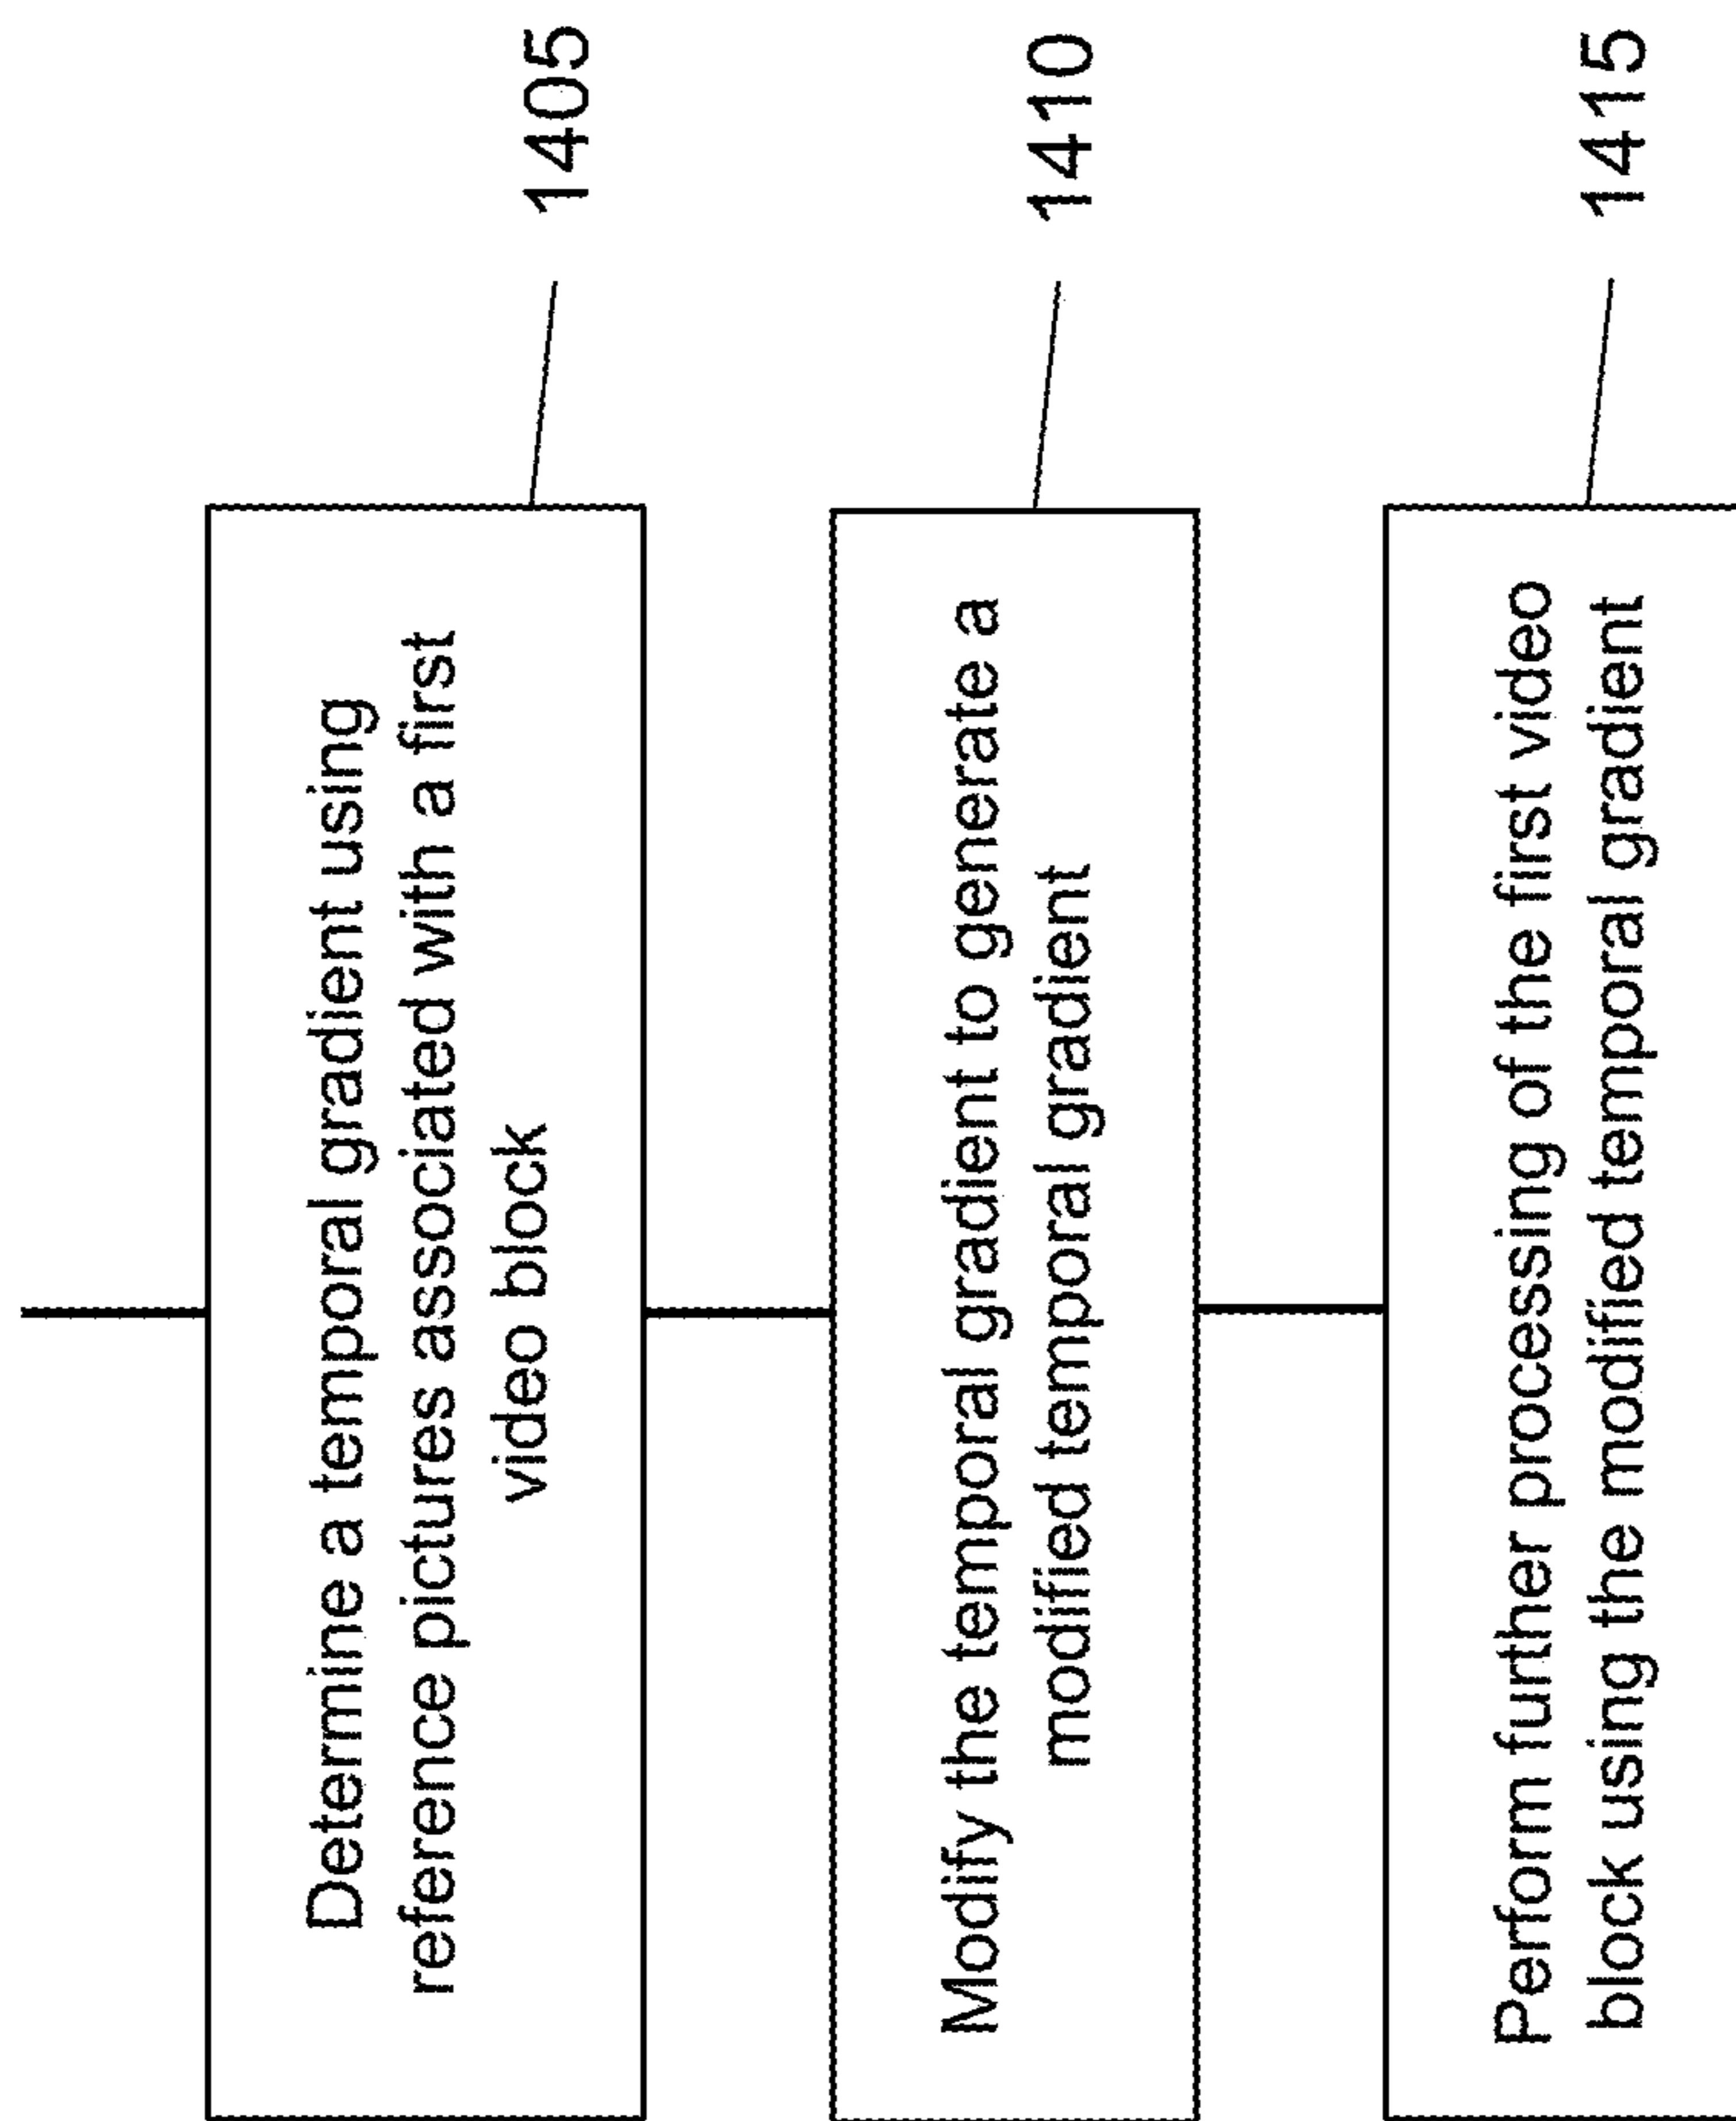 Determine a temporal gradient using
reference pictures associated with a first
video block
1405
Modify the temporal gradient to generate a
modified temporal gradient
1410
Perform further processing of the first video
block using the modified temporal gradient
1415